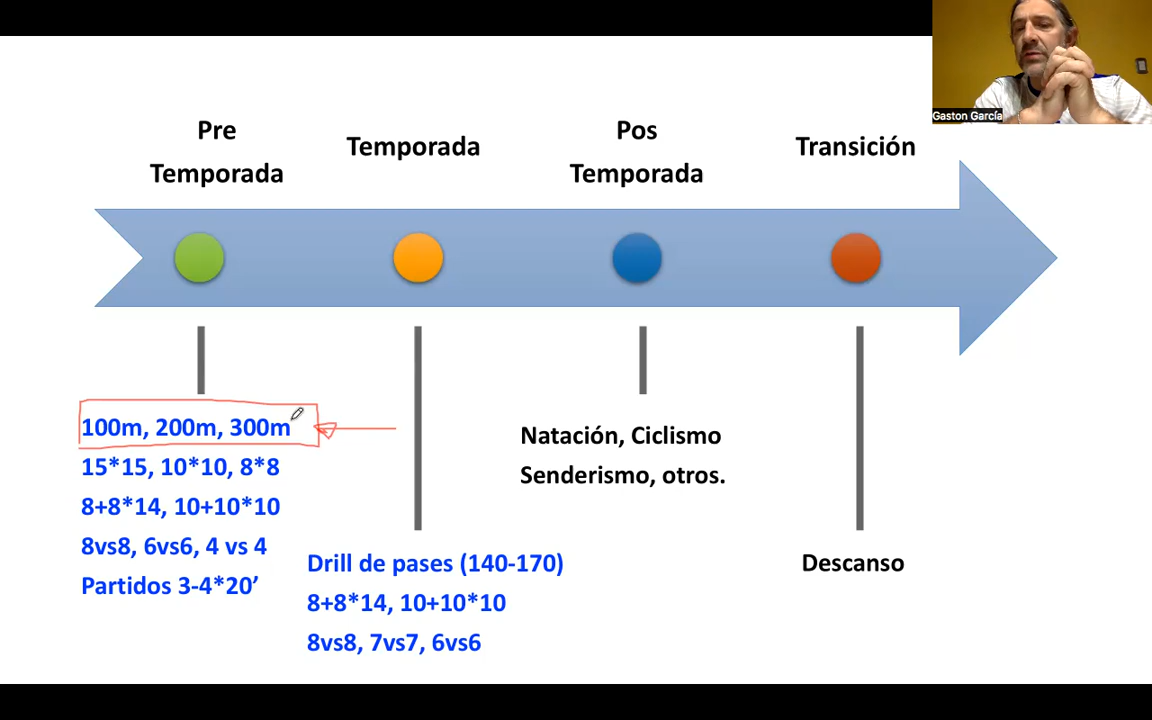 Gaston García
Pre
Temporada
Temporada
Pos
Temporada
Transición
100m, 200m, 300m
15*15, 10*10, 8*8
8+8*14, 10+10*10
8vs8, 6vs6, 4 vs 4
Partidos 3-4*20’
Drill de pases (140-170)
8+8*14, 10+10*10
8vs8, 7vs7, 6vs6
Natación, Ciclismo
Senderismo, otros.
Descanso